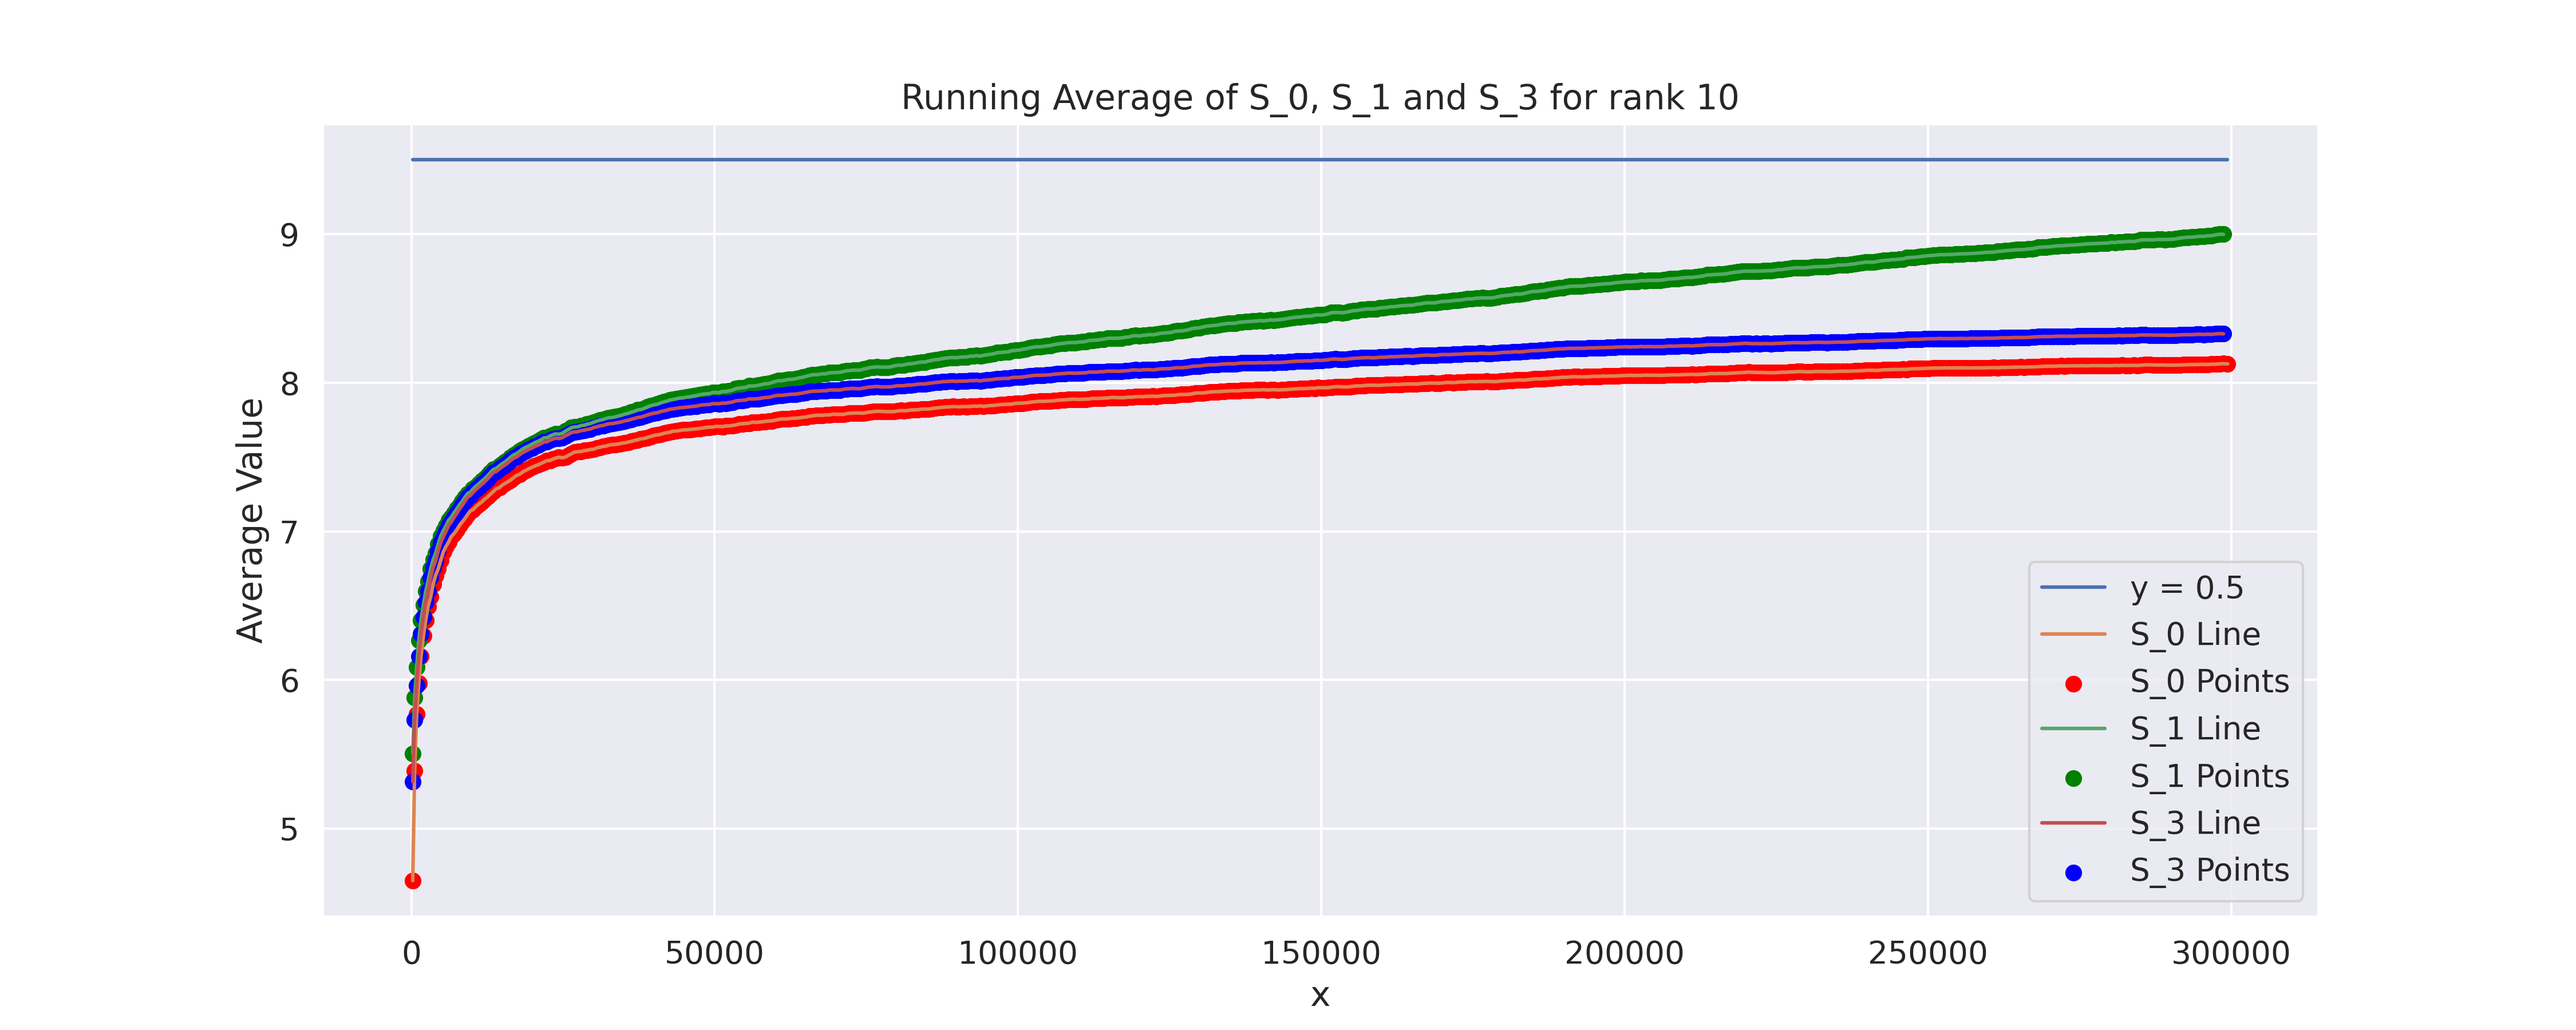 Running Average of S_0, S_1 and S_3 for rank 10
Average Value
9
8
7
6
5
y = 0.5
S_0 Line
S_0 Points
S_1 Line
S_1 Points
S_3 Line
S_3 Points
0 50000 100000 150000 200000 250000 300000
x